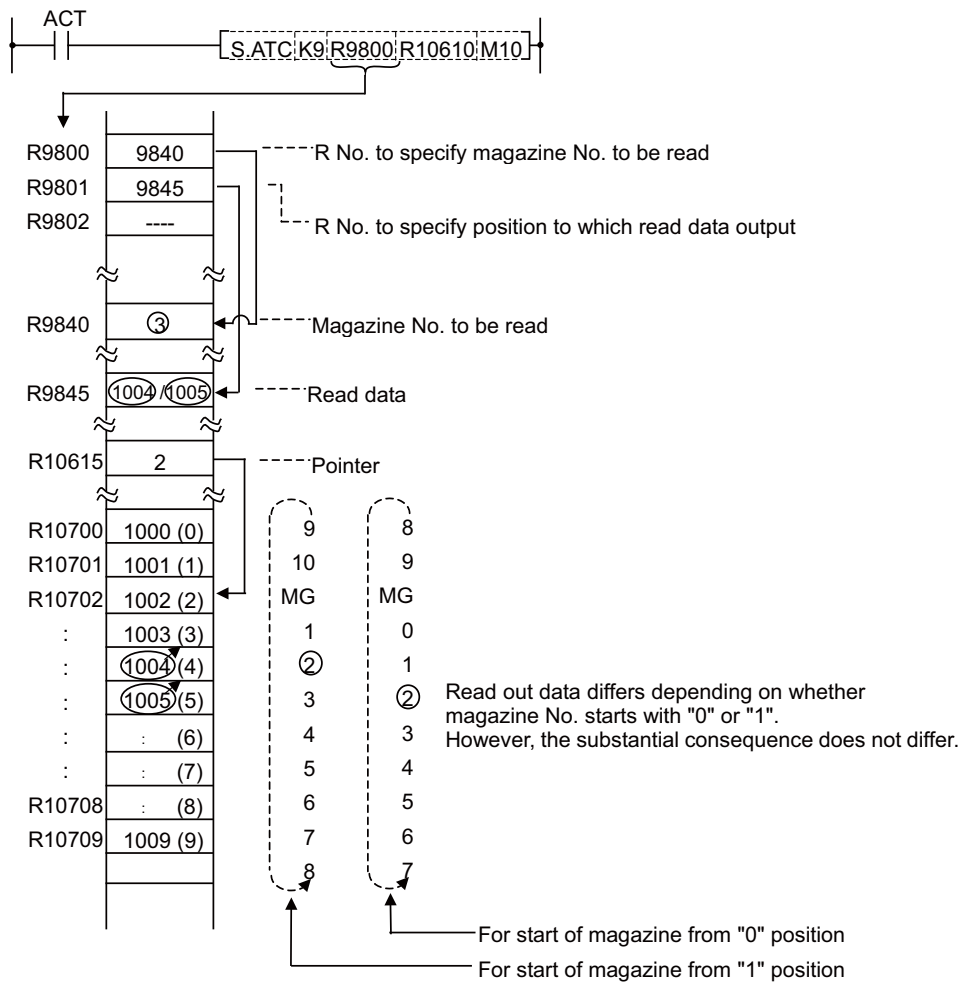 ACT
S.ATC K9 R9800 R10610 M10
R9800 9840 R No. to specify magazine No. to be read
R9801 9845
R9802 ---- R No. to specify position to which read data output
R9840 3 Magazine No. to be read
R9845 1004 /1005 Read data
R10615 2 Pointer
R10700 1000 (0) 9 8
R10701 1001 (1) 10 9
R10702 1002 (2) MG MG
: 1003 (3) 1 0
: 1004 (4) 2 1
: 1005 (5) 3 2 Read out data differs depending on whether
magazine No. starts with "0" or "1".
: : (6) 4 3 However, the substantial consequence does not differ.
: : (7) 5 4
R10708 : (8) 6 5
R10709 1009 (9) 7 6
8 7
For start of magazine from "0" position
For start of magazine from "1" position